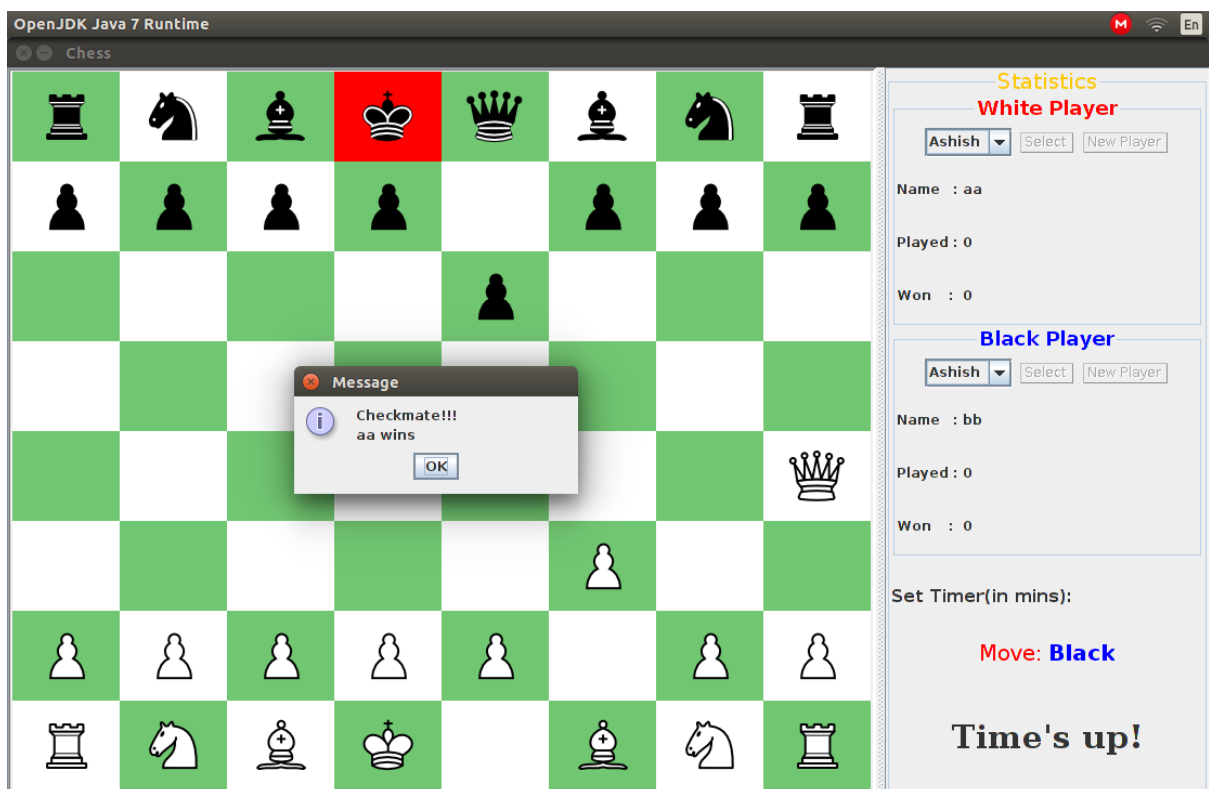 OpenJDK Java 7 Runtime
M
En
Chess
Statistics
White Player
Ashish Select New Player
Name : aa
Played : 0
Won : 0
Black Player
Ashish Select New Player
Name : bb
Played : 0
Won : 0
Set Timer(in mins):
Move: Black
Time's up!
Message
i
Checkmate!!!
aa wins
OK